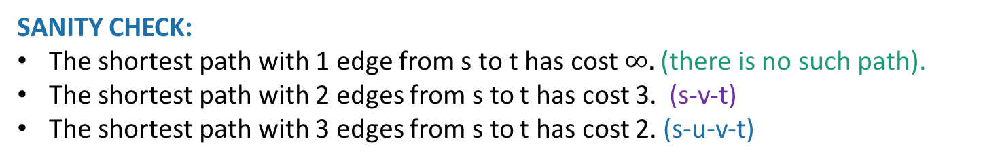 SANITY CHECK:
• The shortest path with 1 edge from s to t has cost ∞. (there is no such path).
• The shortest path with 2 edges from s to t has cost 3. (s-v-t)
• The shortest path with 3 edges from s to t has cost 2. (s-u-v-t)